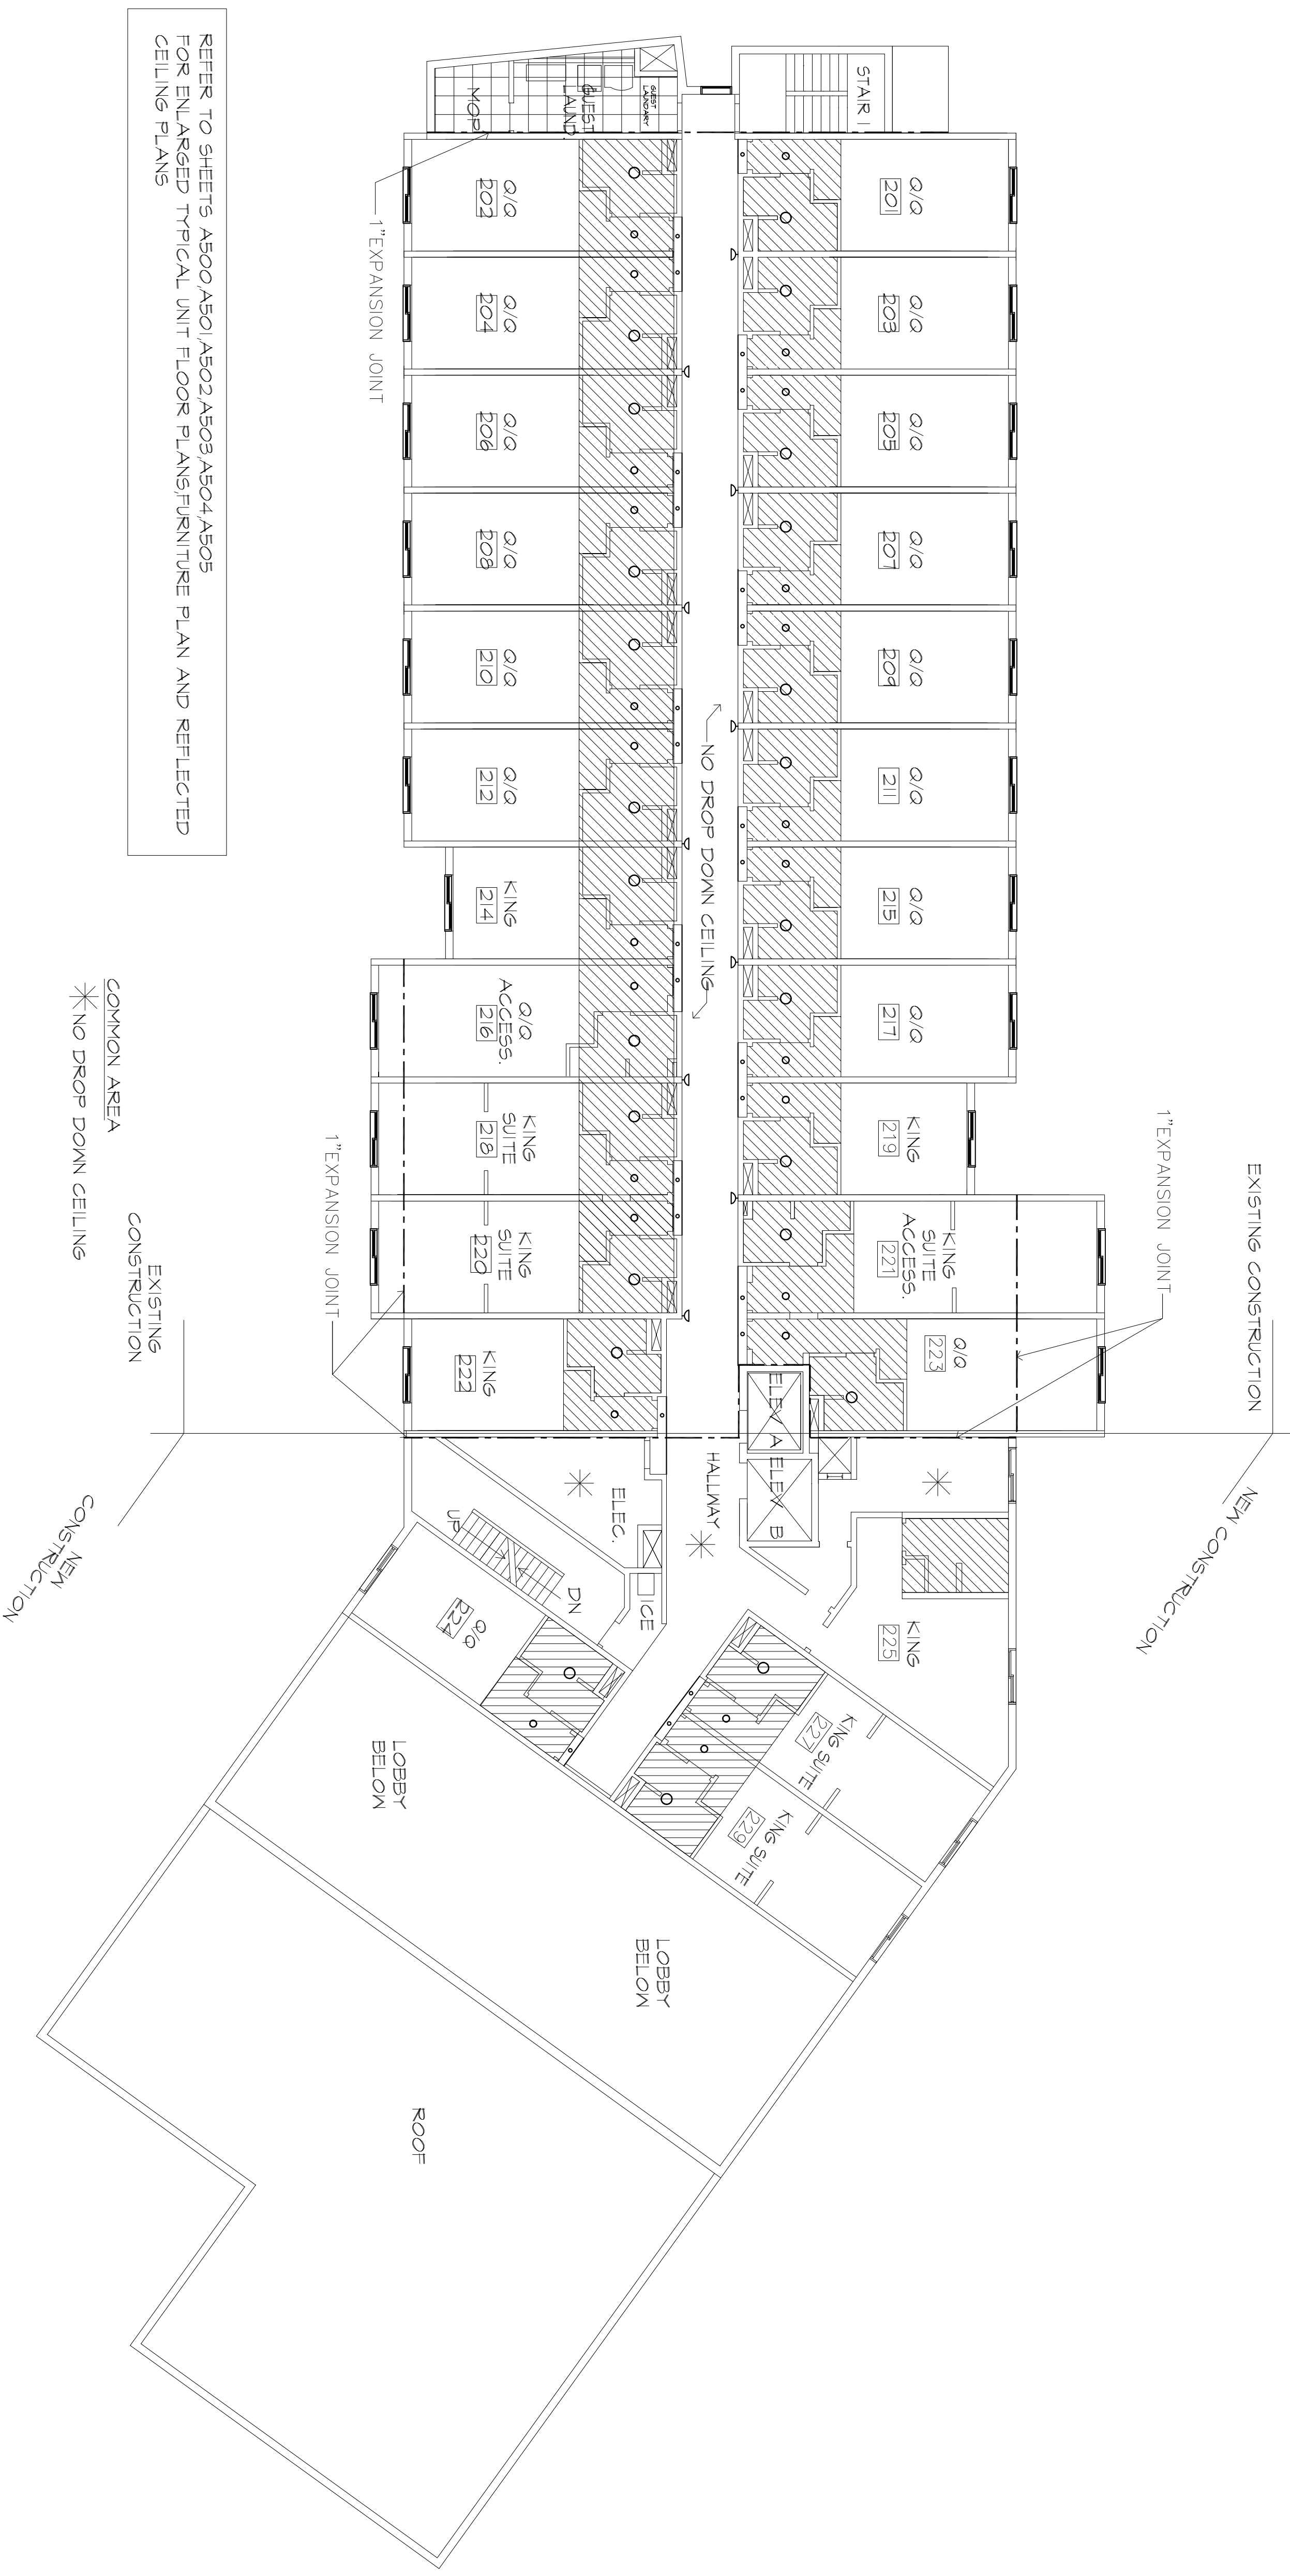 EXISTING CONSTRUCTION
NEW CONSTRUCTION
1"EXPANSION JOINT
STAIR 1
Q/Q
201
Q/Q
203
Q/Q
205
Q/Q
207
Q/Q
209
Q/Q
211
Q/Q
215
Q/Q
217
KING
219
KING
SUITE
ACCESS.
221
Q/Q
223
KING
225
KING SUITE
227
KING SUITE
229
ELEV A
ELEV B
NO DROP DOWN CEILING
HALLWAY
GUEST
LAUNDARY
GUEST
LAUND.
MOP
Q/Q
202
Q/Q
204
Q/Q
206
Q/Q
208
Q/Q
210
Q/Q
212
KING
214
Q/Q
ACCESS.
216
KING
SUITE
218
KING
SUITE
220
KING
222
ELEC.
ICE
UP
DN
Q/Q
224
LOBBY
BELOW
LOBBY
BELOW
ROOF
1"EXPANSION JOINT
1"EXPANSION JOINT
EXISTING
CONSTRUCTION
NEW
CONSTRUCTION
COMMON AREA
NO DROP DOWN CEILING
REFER TO SHEETS A500,A501,A502,A503,A504,A505
FOR ENLARGED TYPICAL UNIT FLOOR PLANS,FURNITURE PLAN AND REFLECTED
CEILING PLANS